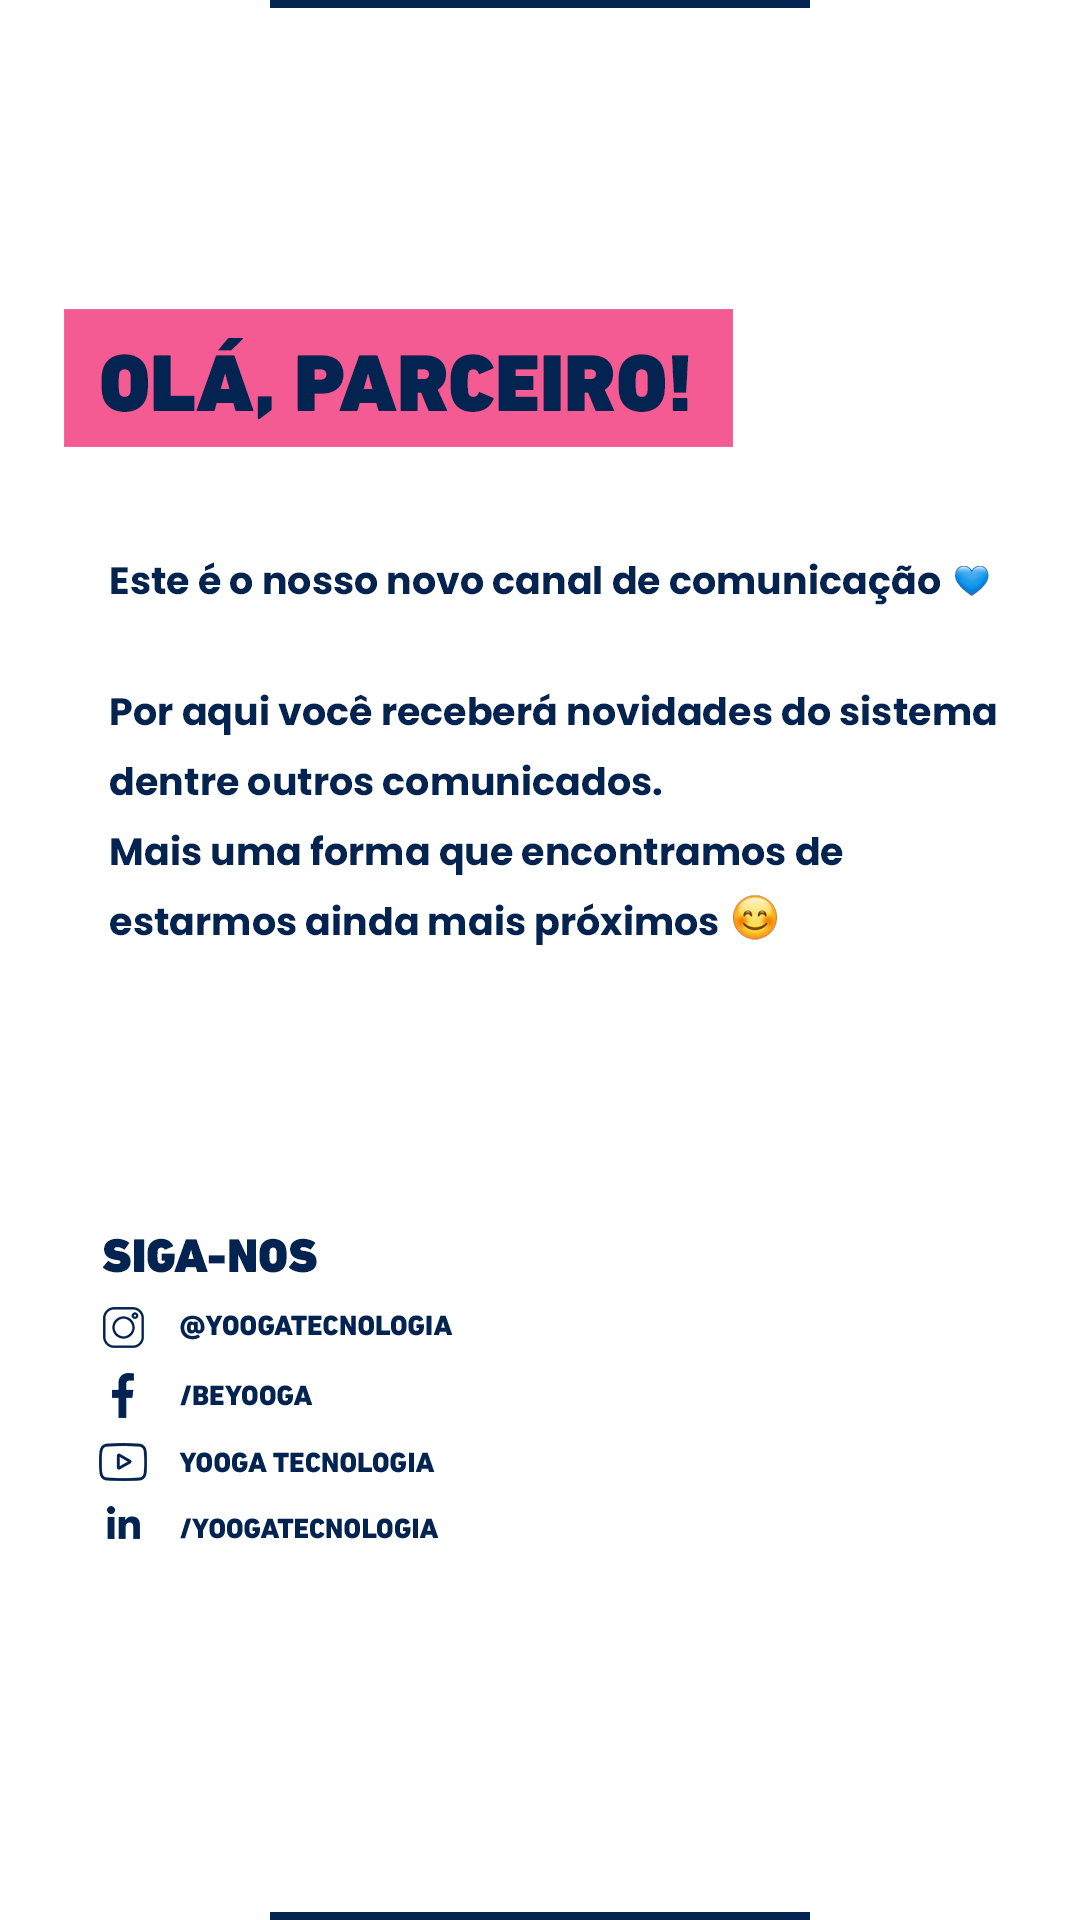 OLÁ, PARCEIRO!
Este é o nosso novo canal de comunicação 💙
Por aqui você receberá novidades do sistema
dentre outros comunicados.
Mais uma forma que encontramos de
estarmos ainda mais próximos 😊
SIGA-NOS
@YOOGATECNOLOGIA
/BEYOOGA
YOOGA TECNOLOGIA
in /YOOGATECNOLOGIA